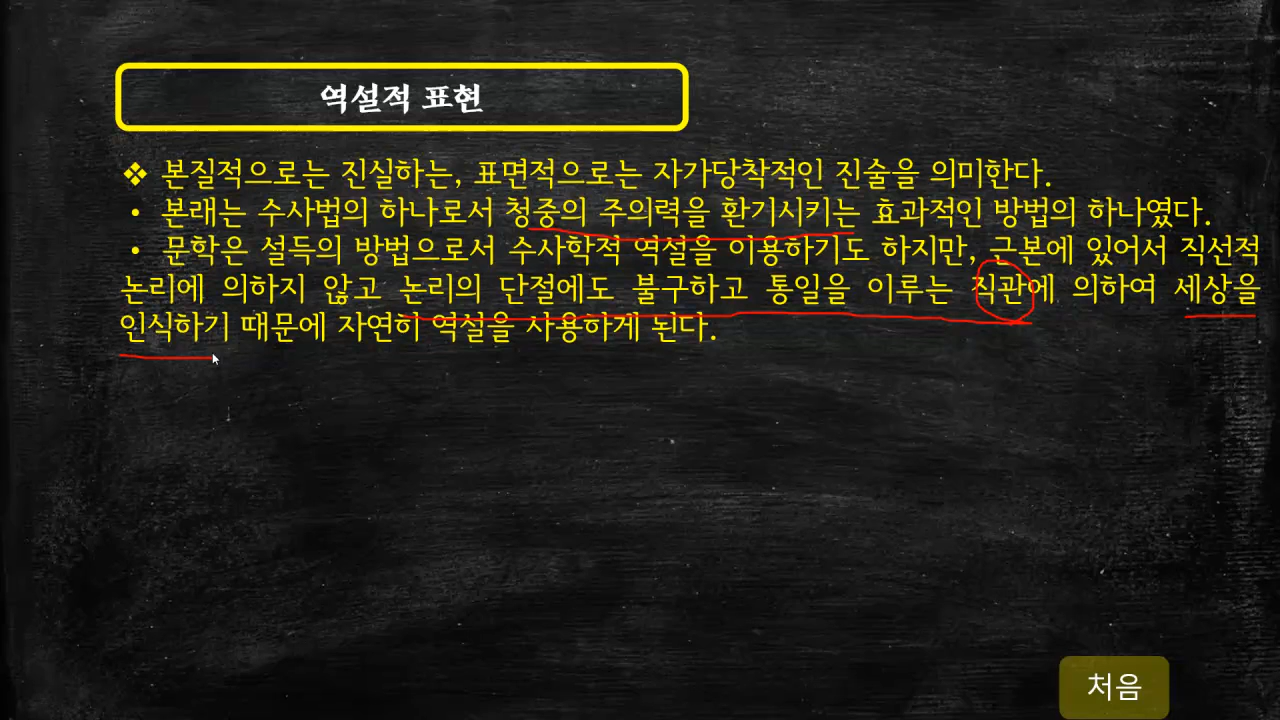 역설적 표현
❖ 본질적으로는 진실하는, 표면적으로는 자가당착적인 진술을 의미한다.
• 본래는 수사법의 하나로서 청중의 주의력을 환기시키는 효과적인 방법의 하나였다.
• 문학은 설득의 방법으로서 수사학적 역설을 이용하기도 하지만, 근본에 있어서 직선적
논리에 의하지 않고 논리의 단절에도 불구하고 통일을 이루는 직관에 의하여 세상을
인식하기 때문에 자연히 역설을 사용하게 된다.
처음